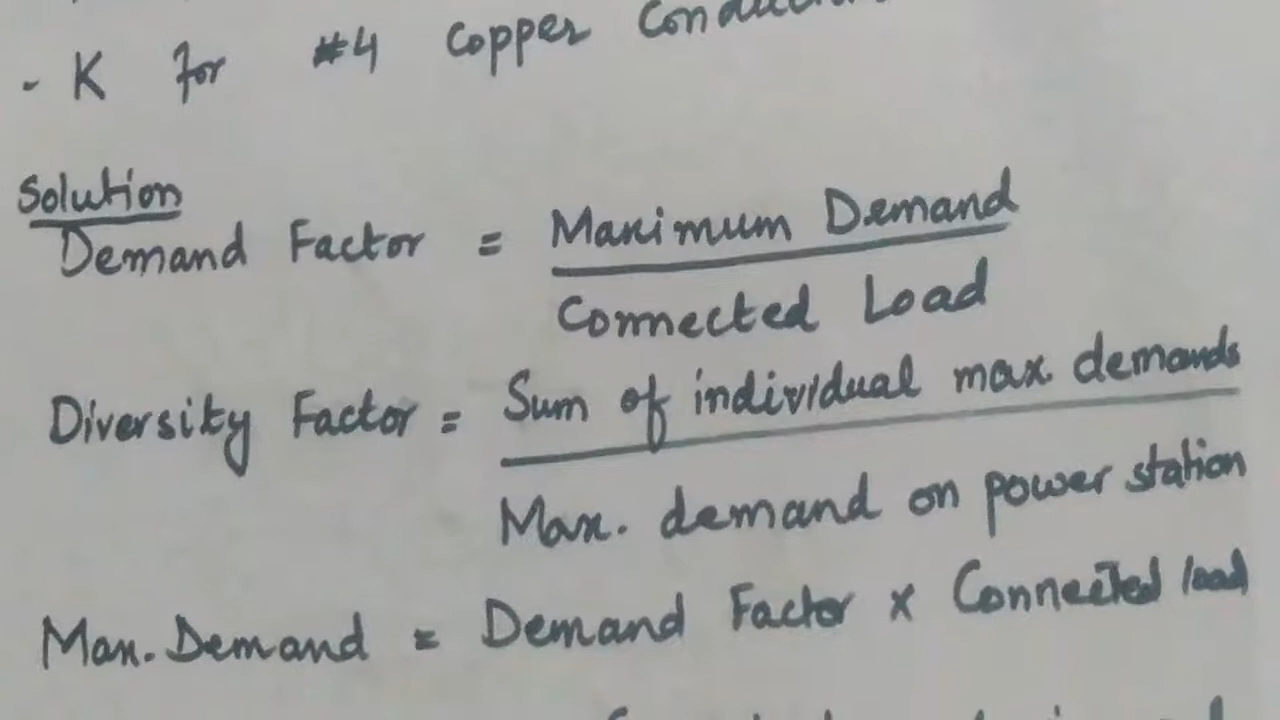 - K for #4 Copper
Solution
Demand Factor = Maximum Demand
Connected Load
Diversity Factor = Sum of individual max. demands
Max. demand on power station
Max. Demand = Demand Factor x Connected load